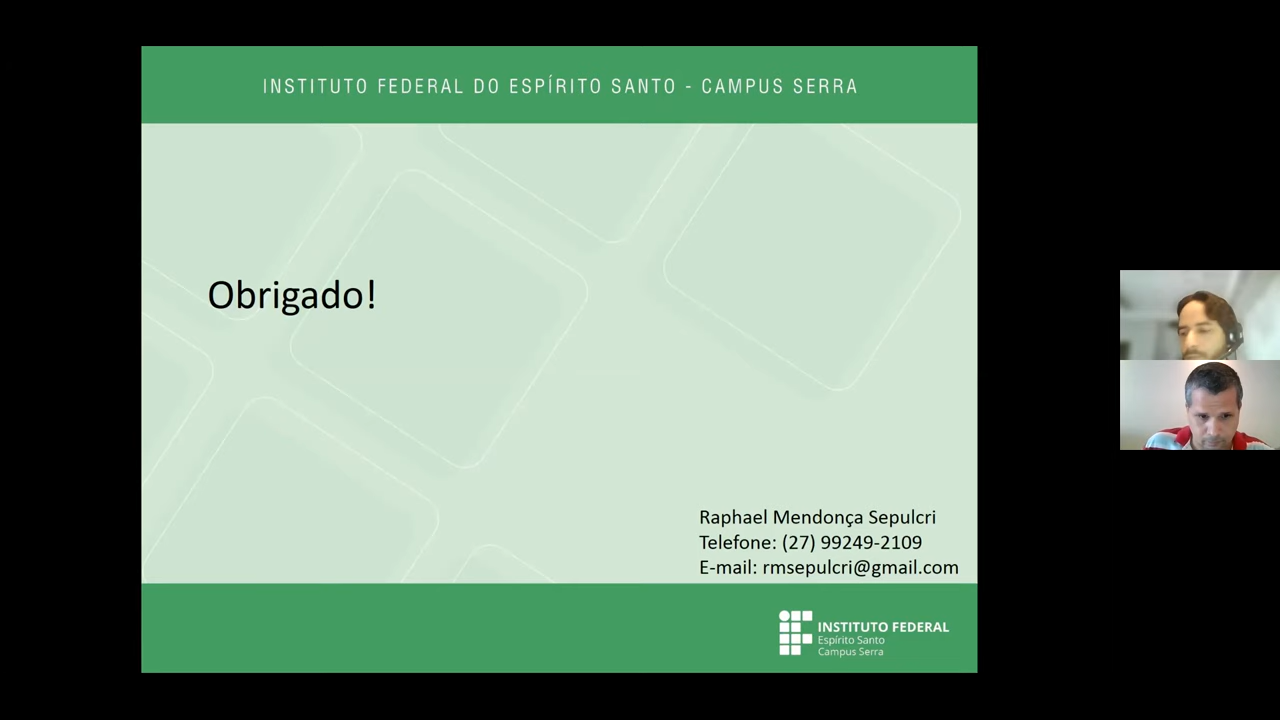 INSTITUTO FEDERAL DO ESPÍRITO SANTO - CAMPUS SERRA
Obrigado!
Raphael Mendonça Sepulcri
Telefone: (27) 99249-2109
E-mail: rmsepulcri@gmail.com
INSTITUTO FEDERAL
Espírito Santo
Campus Serra